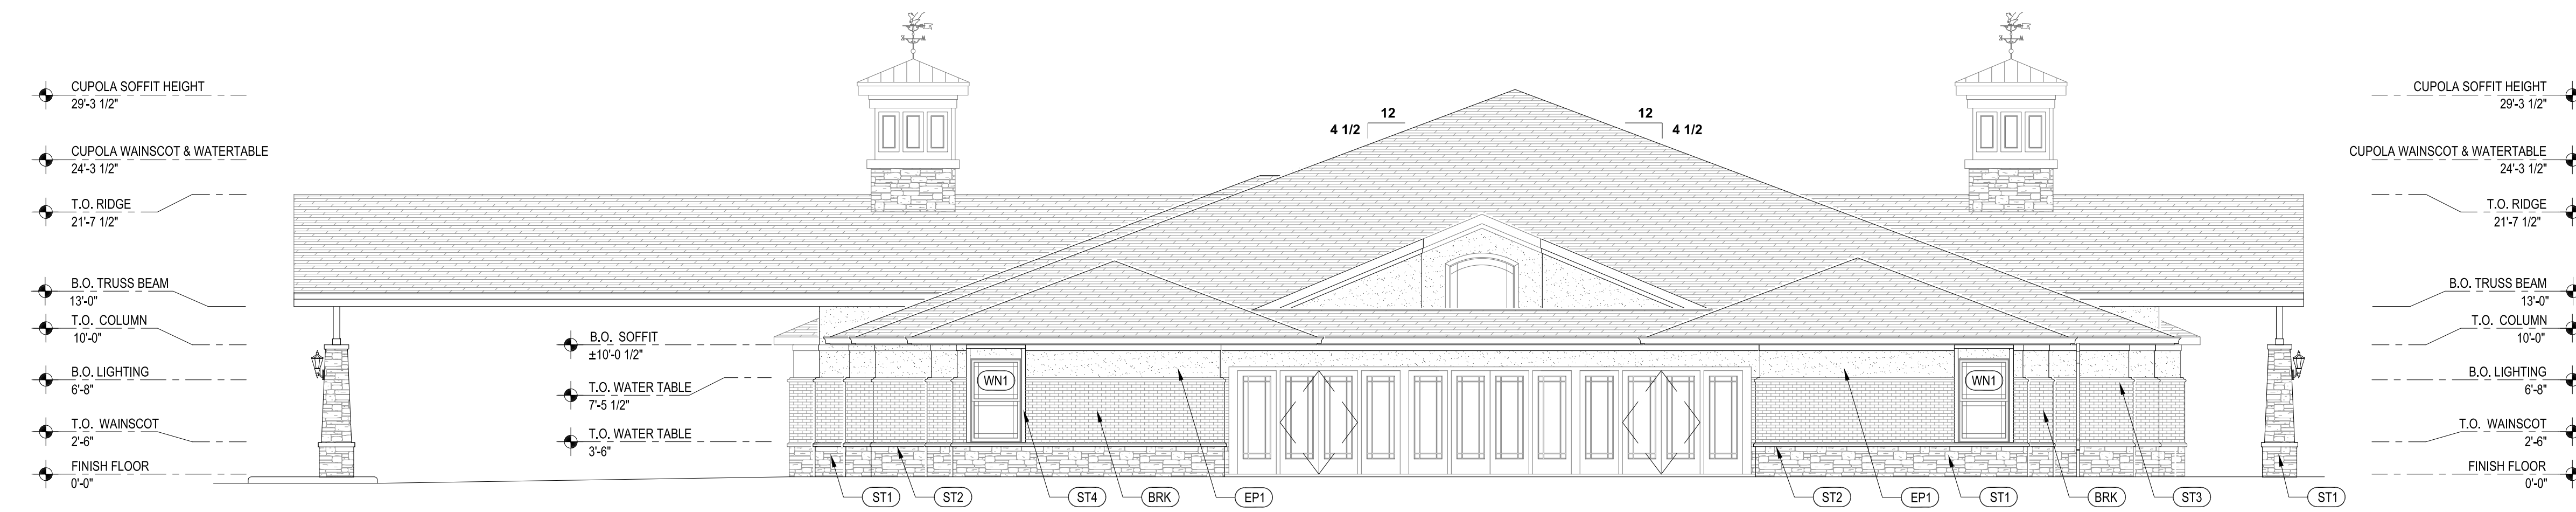 CUPOLA SOFFIT HEIGHT
29'-3 1/2"
CUPOLA WAINSCOT & WATERTABLE
24'-3 1/2"
T.O. RIDGE
21'-7 1/2"
B.O. TRUSS BEAM
13'-0"
T.O. COLUMN
10'-0"
B.O. LIGHTING
6'-8"
T.O. WAINSCOT
2'-6"
FINISH FLOOR
0'-0"
B.O. SOFFIT
±10'-0 1/2"
T.O. WATER TABLE
7'-5 1/2"
T.O. WATER TABLE
3'-6"
12
4 1/2
12
4 1/2
WN1
WN1
ST1
ST2
ST4
BRK
EP1
ST2
EP1
ST1
BRK
ST3
ST1
CUPOLA SOFFIT HEIGHT
29'-3 1/2"
CUPOLA WAINSCOT & WATERTABLE
24'-3 1/2"
T.O. RIDGE
21'-7 1/2"
B.O. TRUSS BEAM
13'-0"
T.O. COLUMN
10'-0"
B.O. LIGHTING
6'-8"
T.O. WAINSCOT
2'-6"
FINISH FLOOR
0'-0"